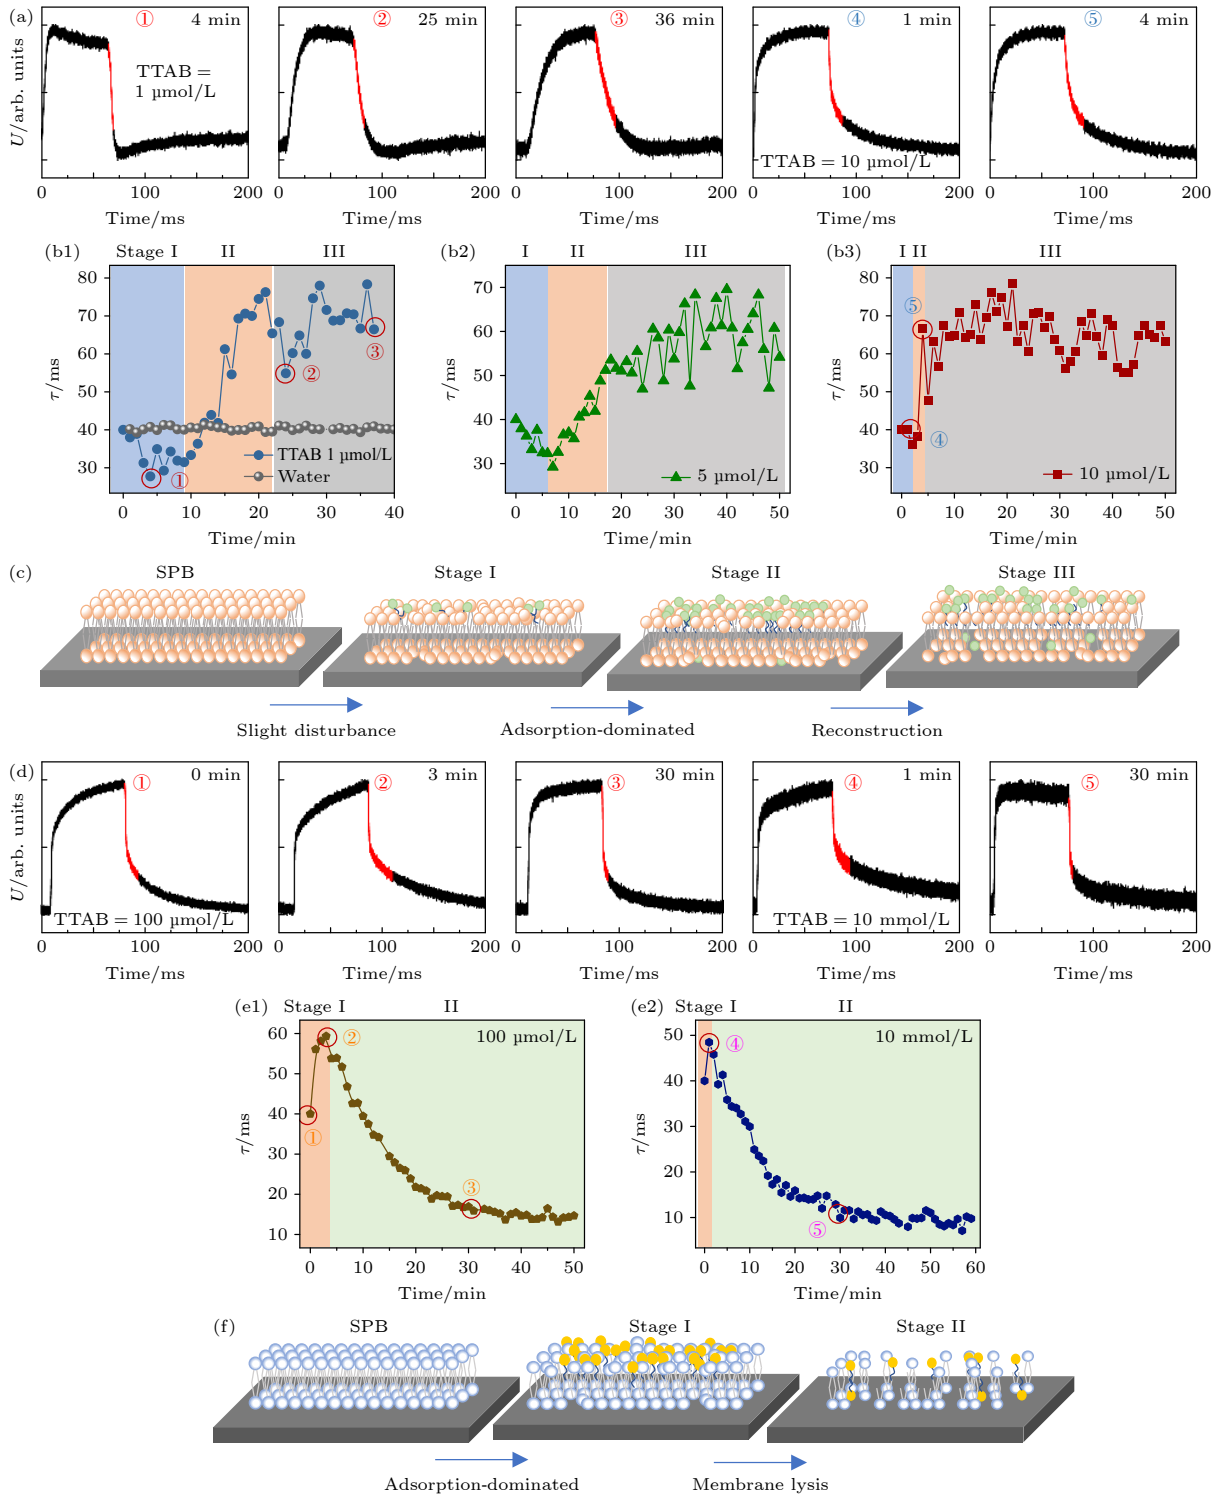 (a)
① 4 min
② 25 min
③ 36 min
④ 1 min
⑤ 4 min
U/arb. units
TTAB =
1 μmol/L
TTAB = 10 μmol/L
0 100 200
0 100 200
0 100 200
0 100 200
0 100 200
Time/ms
Time/ms
Time/ms
Time/ms
Time/ms
(b1) Stage I II III
τ/ms
80
70
60
50
40
30
①
②
③
TTAB 1 μmol/L
Water
0 10 20 30 40
Time/min
(b2) I II III
τ/ms
70
60
50
40
30
5 μmol/L
0 10 20 30 40 50
Time/min
(b3) I II III
τ/ms
80
70
60
50
40
30
⑤
④
10 μmol/L
0 10 20 30 40 50
Time/min
(c)
SPB
Stage I
Stage II
Stage III
Slight disturbance
Adsorption-dominated
Reconstruction
(d)
① 0 min
② 3 min
③ 30 min
④ 1 min
⑤ 30 min
U/arb. units
TTAB = 100 μmol/L
TTAB = 10 mmol/L
0 100 200
0 100 200
0 100 200
0 100 200
0 100 200
Time/ms
Time/ms
Time/ms
Time/ms
Time/ms
(e1) Stage I II
τ/ms
60
50
40
30
20
10
①
②
③
100 μmol/L
0 10 20 30 40 50
Time/min
(e2) Stage I II
τ/ms
50
40
30
20
10
④
⑤
10 mmol/L
0 10 20 30 40 50 60
Time/min
(f)
SPB
Stage I
Stage II
Adsorption-dominated
Membrane lysis